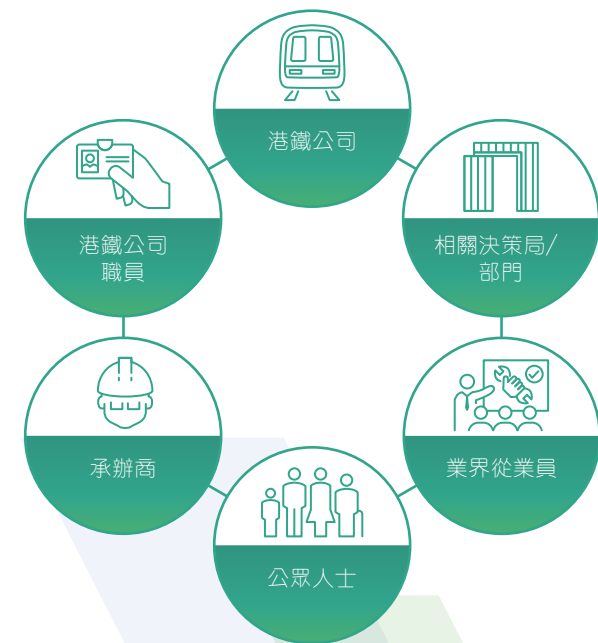 港鐵公司
相關決策局/
部門
業界從業員
公眾人士
承辦商
港鐵公司
職員